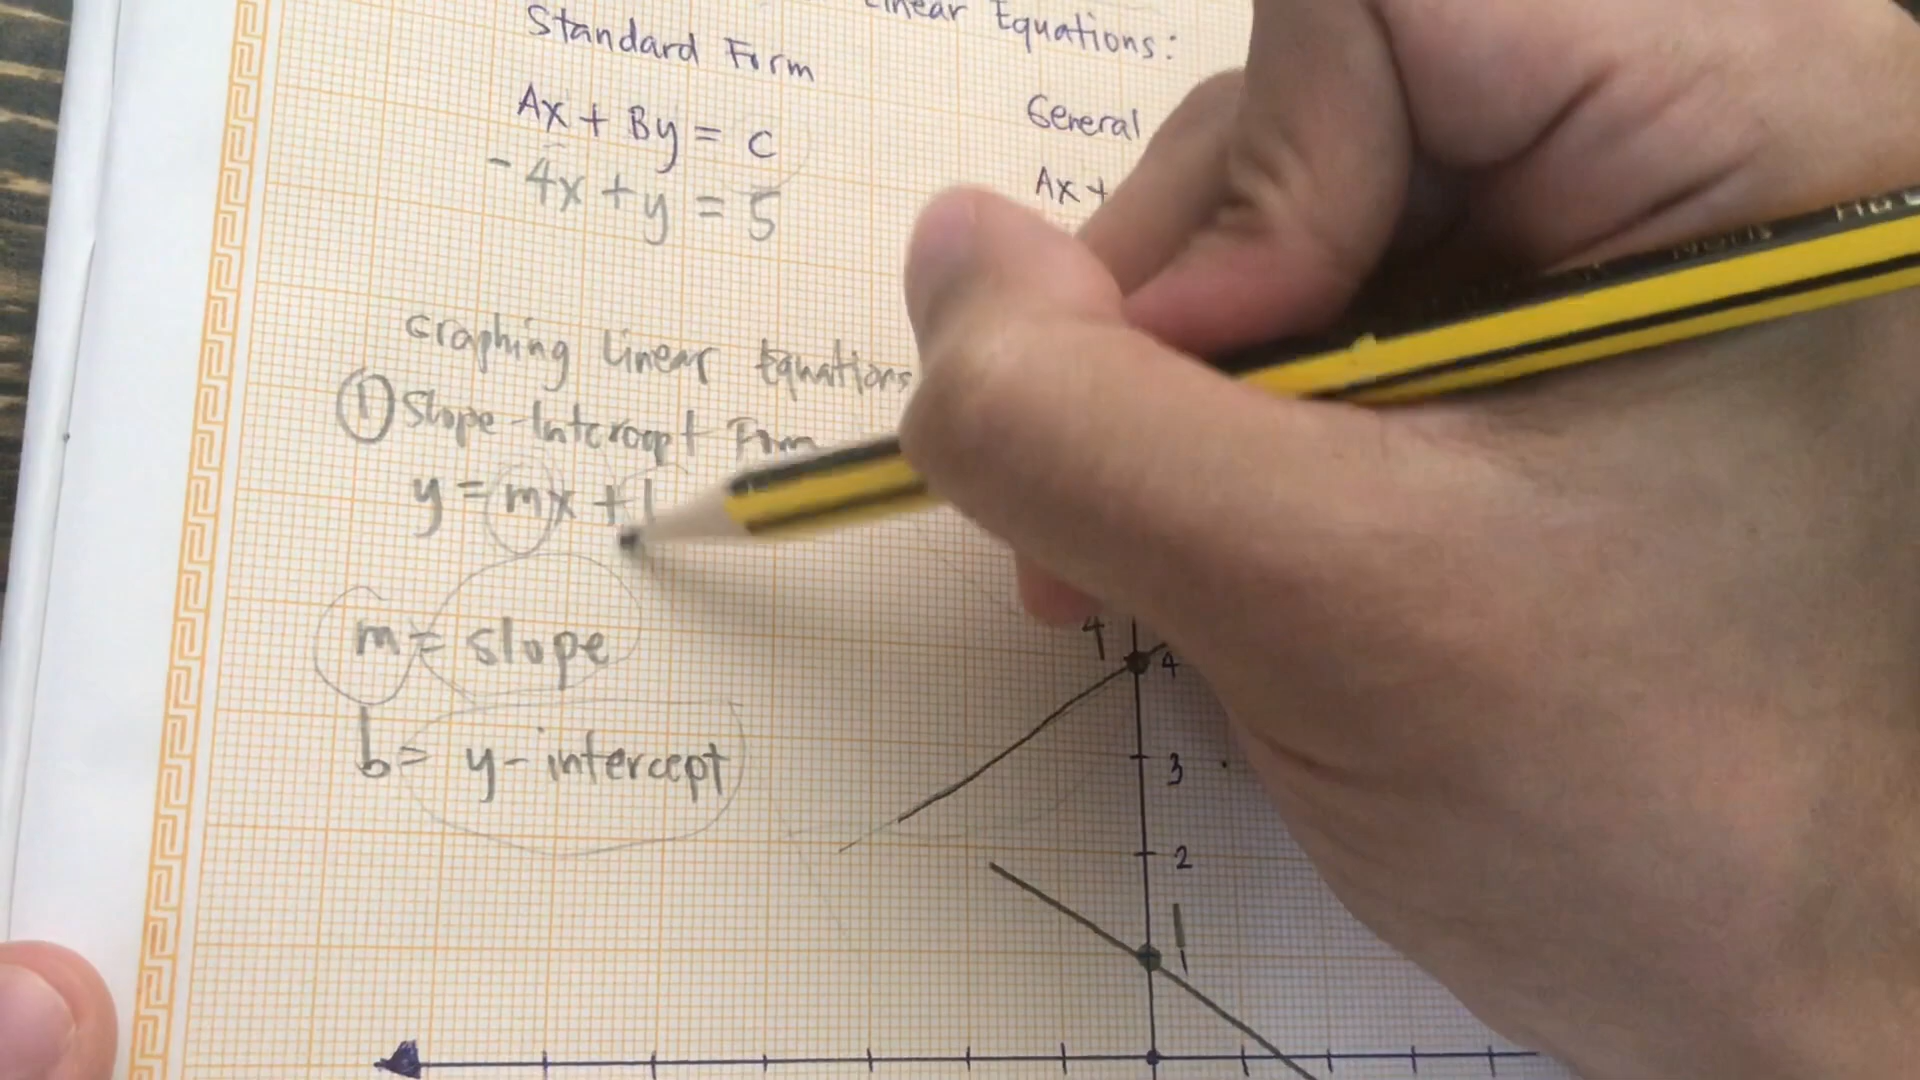 Linear Equations:
Standard Form
General
Ax + By = C
Ax +
-4x + y = 5
Graphing Linear Equations
① Slope-Intercept Form
y = mx +
m = slope
b = y-intercept
4
4
3
2
1